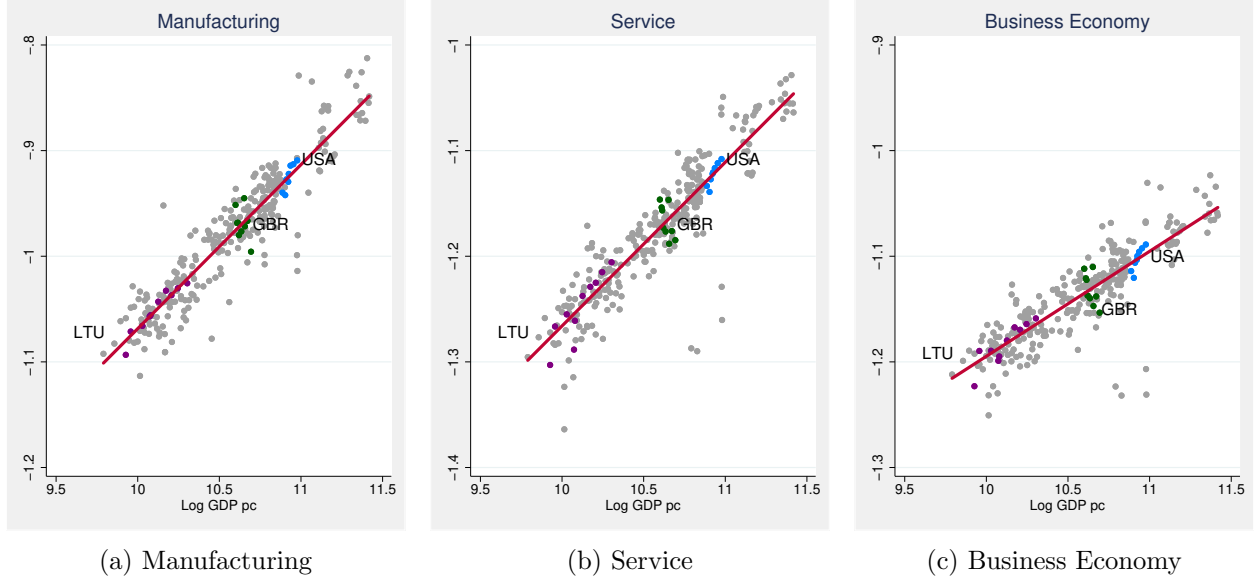 Manufacturing
−.8
−.9
−1
−1.1
−1.2
LTU
GBR
USA
9.5 10 10.5 11 11.5
Log GDP pc
(a) Manufacturing
Service
−1
−1.1
−1.2
−1.3
−1.4
LTU
GBR
USA
9.5 10 10.5 11 11.5
Log GDP pc
(b) Service
Business Economy
−.9
−1
−1.1
−1.2
−1.3
LTU
GBR
USA
9.5 10 10.5 11 11.5
Log GDP pc
(c) Business Economy